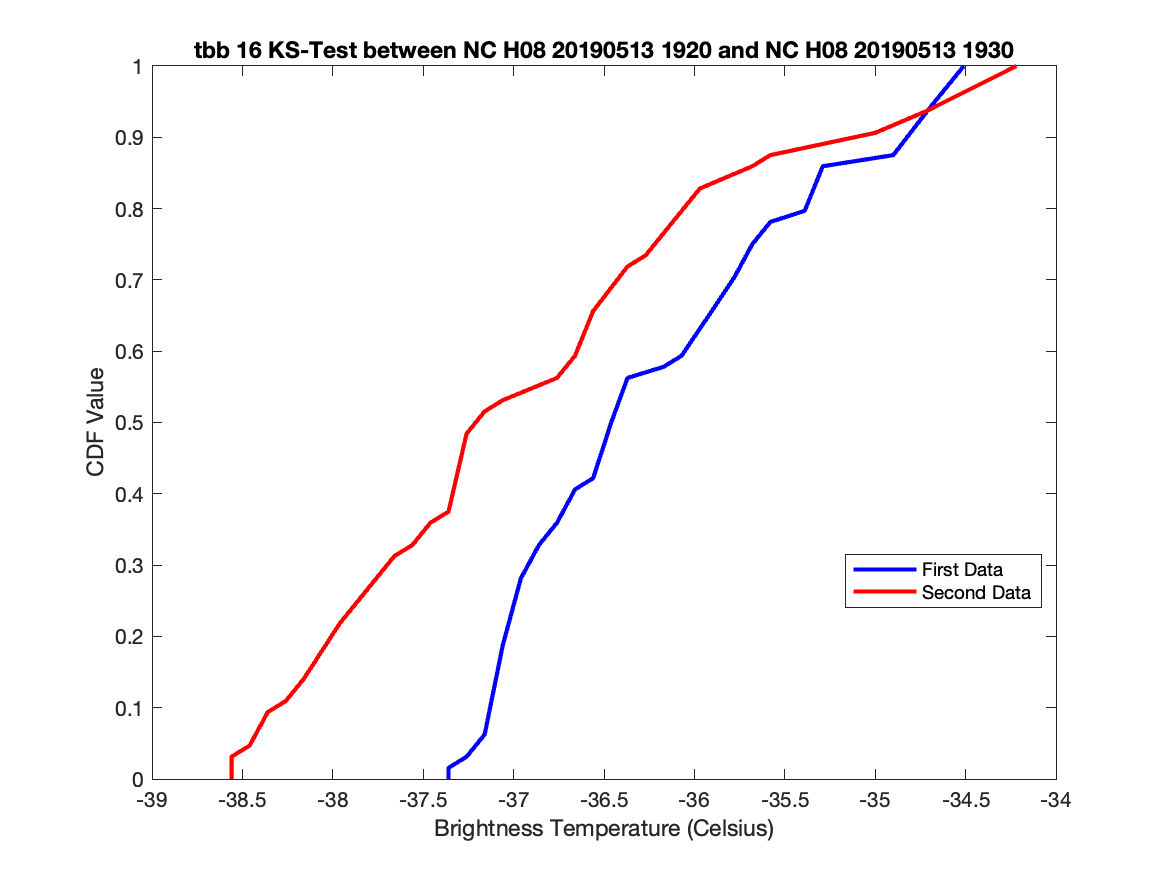 tbb 16 KS-Test between NC H08 20190513 1920 and NC H08 20190513 1930
1
0.9
0.8
0.7
0.6
0.5
0.4
0.3
0.2
0.1
0
CDF Value
First Data
Second Data
-39 -38.5 -38 -37.5 -37 -36.5 -36 -35.5 -35 -34.5 -34
Brightness Temperature (Celsius)